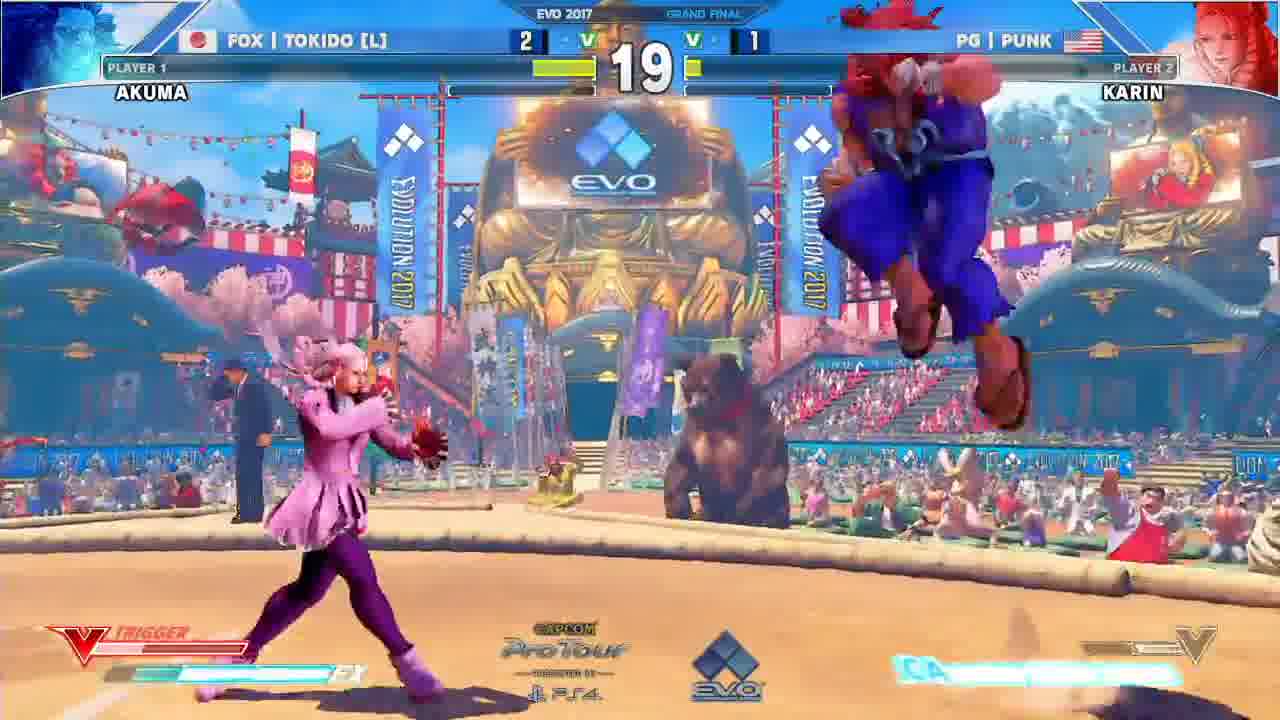 EVO 2017
GRAND FINAL
FOX | TOKIDO [L]
2
V
19
V
1
PG | PUNK
PLAYER 1
PLAYER 2
AKUMA
KARIN
EVO
EVOLUTION 2017
EVOLUTION 2017
TRIGGER
EX
CA
CAPCOM
Pro Tour
PS4
EVO